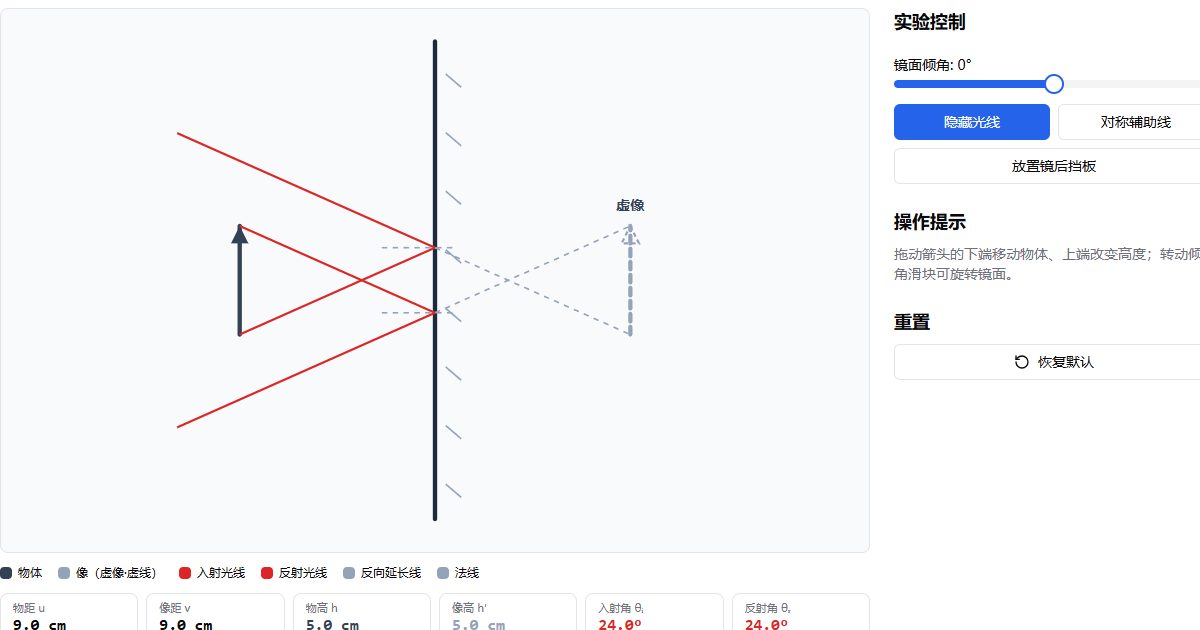 实验控制
镜面倾角: 0°
隐藏光线
对称辅助线
放置镜后挡板
虚像
操作提示
拖动箭头的下端移动物体、上端改变高度；转动倾
角滑块可旋转镜面。
重置
恢复默认
物体
像（虚像·虚线）
入射光线
反射光线
反向延长线
法线
物距 u
9.0 cm
像距 v
9.0 cm
物高 h
5.0 cm
像高 h′
5.0 cm
入射角 θᵢ
24.0°
反射角 θᵣ
24.0°